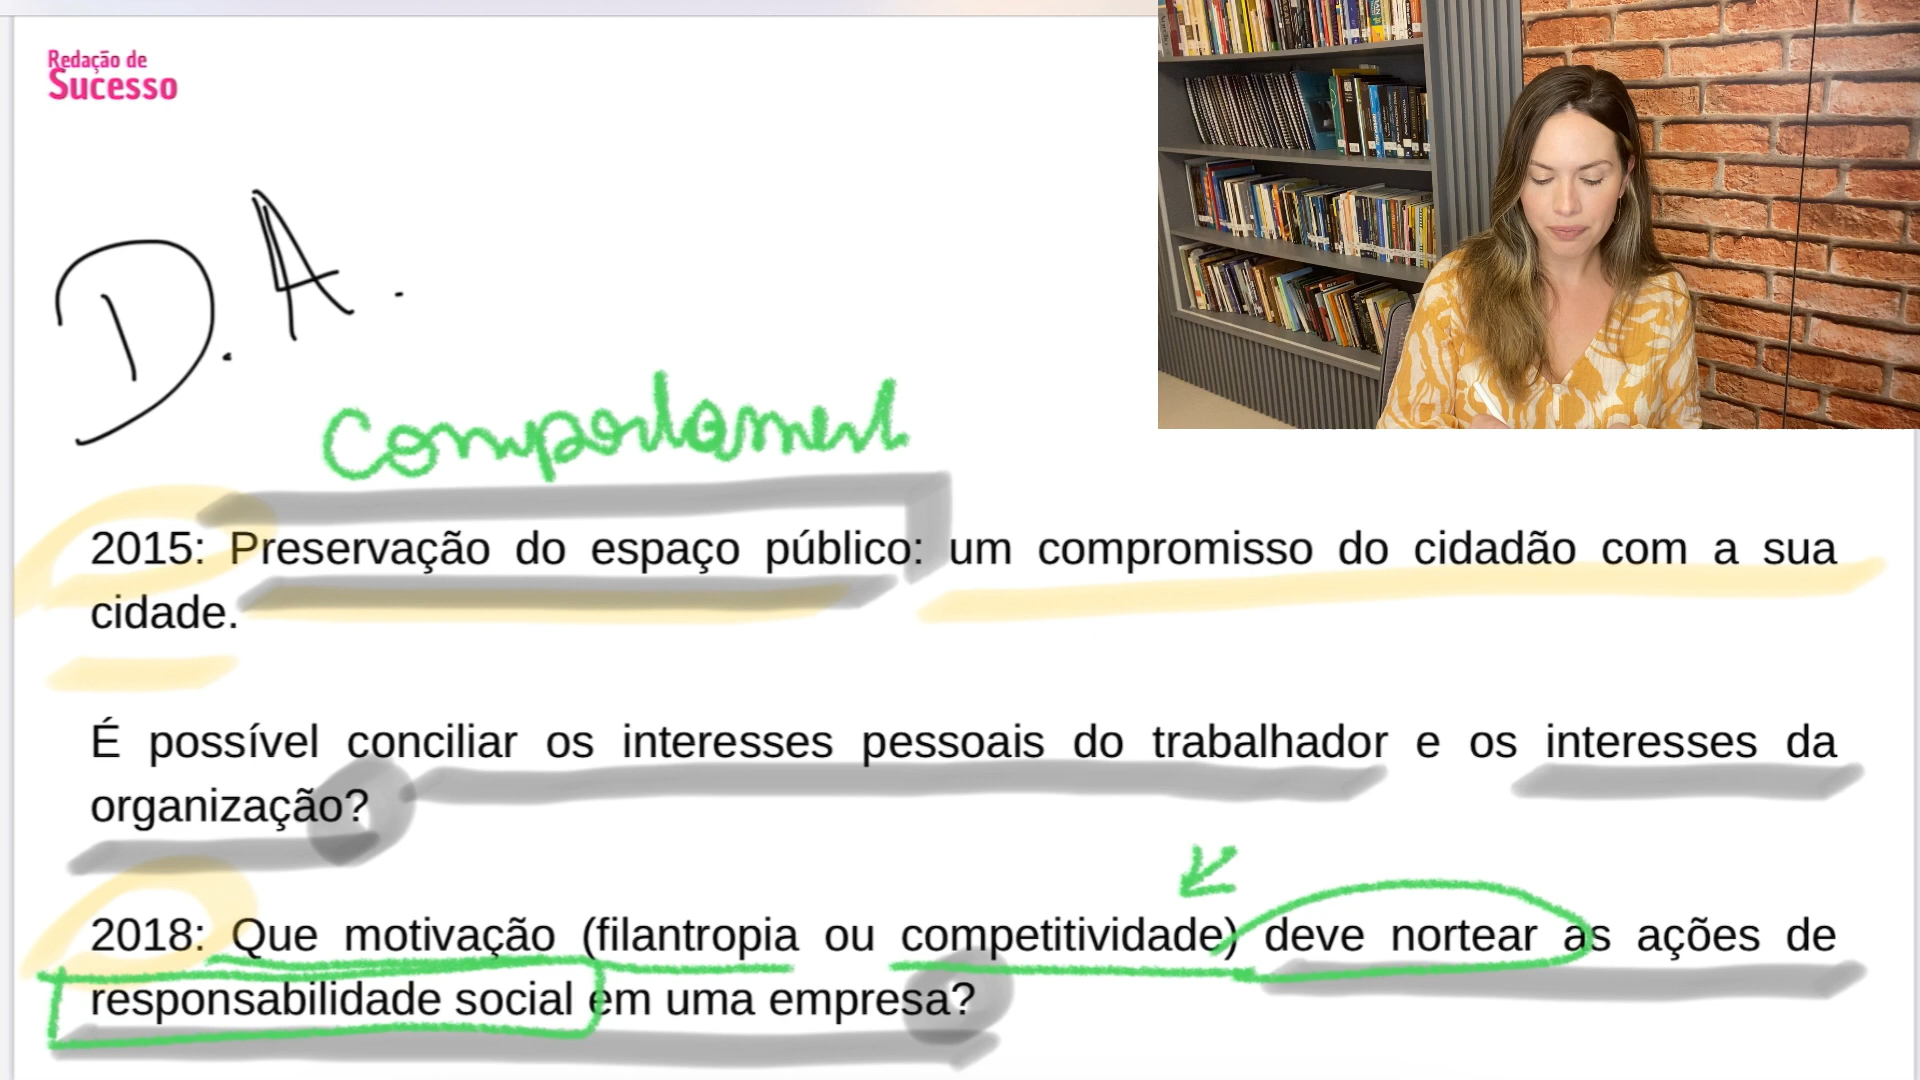 Redação de
Sucesso
D.A.
Comportament
2015: Preservação do espaço público: um compromisso do cidadão com a sua
cidade.
É possível conciliar os interesses pessoais do trabalhador e os interesses da
organização?
2018: Que motivação (filantropia ou competitividade) deve nortear as ações de
responsabilidade social em uma empresa?